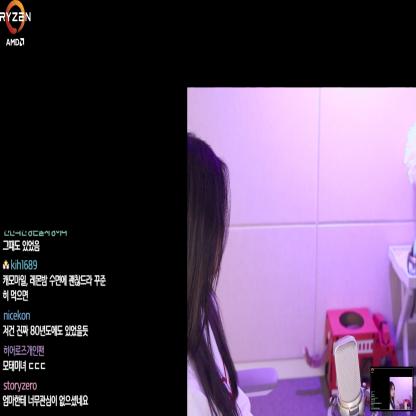 RYZEN
AMD
그때도 있었음
kih1689
캐모마일, 레몬밤 수면에 괜찮드라 꾸준
히 먹으면
nicekon
저건 진짜 80년도에도 있었을듯
히어로즈개인팬
모태미녀 ㄷㄷㄷ
storyzero
엄마한테 너무관심이 없으셨네요